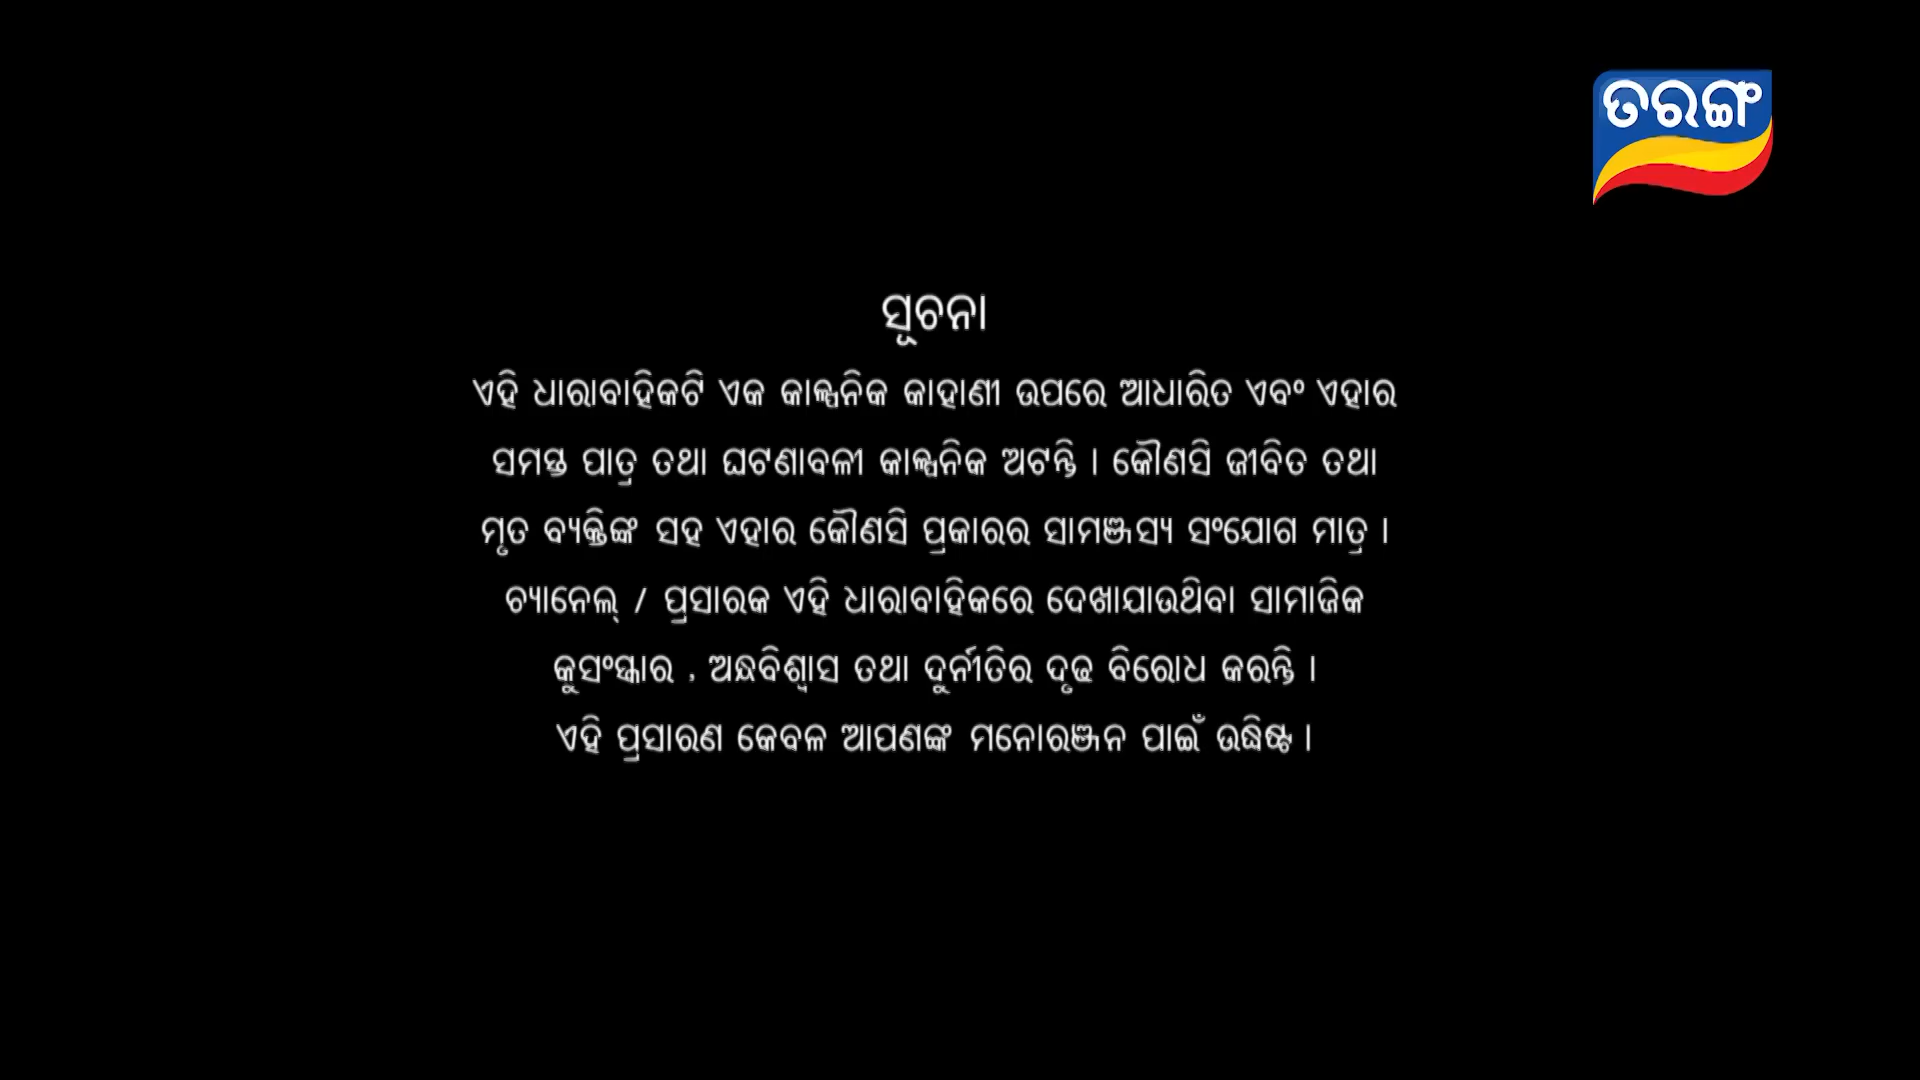 ତରଙ୍ଗ
ସୂଚନା
ଏହି ଧାରାବାହିକଟି ଏକ କାଳ୍ପନିକ କାହାଣୀ ଉପରେ ଆଧାରିତ ଏବଂ ଏହାର
ସମସ୍ତ ପାତ୍ର ତଥା ଘଟଣାବଳୀ କାଳ୍ପନିକ ଅଟନ୍ତି । କୌଣସି ଜୀବିତ ତଥା
ମୃତ ବ୍ୟକ୍ତିଙ୍କ ସହ ଏହାର କୌଣସି ପ୍ରକାରର ସାମଞ୍ଜସ୍ୟ ସଂଯୋଗ ମାତ୍ର ।
ଚ୍ୟାନେଲ୍ / ପ୍ରସାରକ ଏହି ଧାରାବାହିକରେ ଦେଖାଯାଉଥିବା ସାମାଜିକ
କୁସଂସ୍କାର , ଅନ୍ଧବିଶ୍ୱାସ ତଥା ଦୁର୍ନୀତିର ଦୃଢ ବିରୋଧ କରନ୍ତି ।
ଏହି ପ୍ରସାରଣ କେବଳ ଆପଣଙ୍କ ମନୋରଞ୍ଜନ ପାଇଁ ଉଦ୍ଧିଷ୍ଟ ।